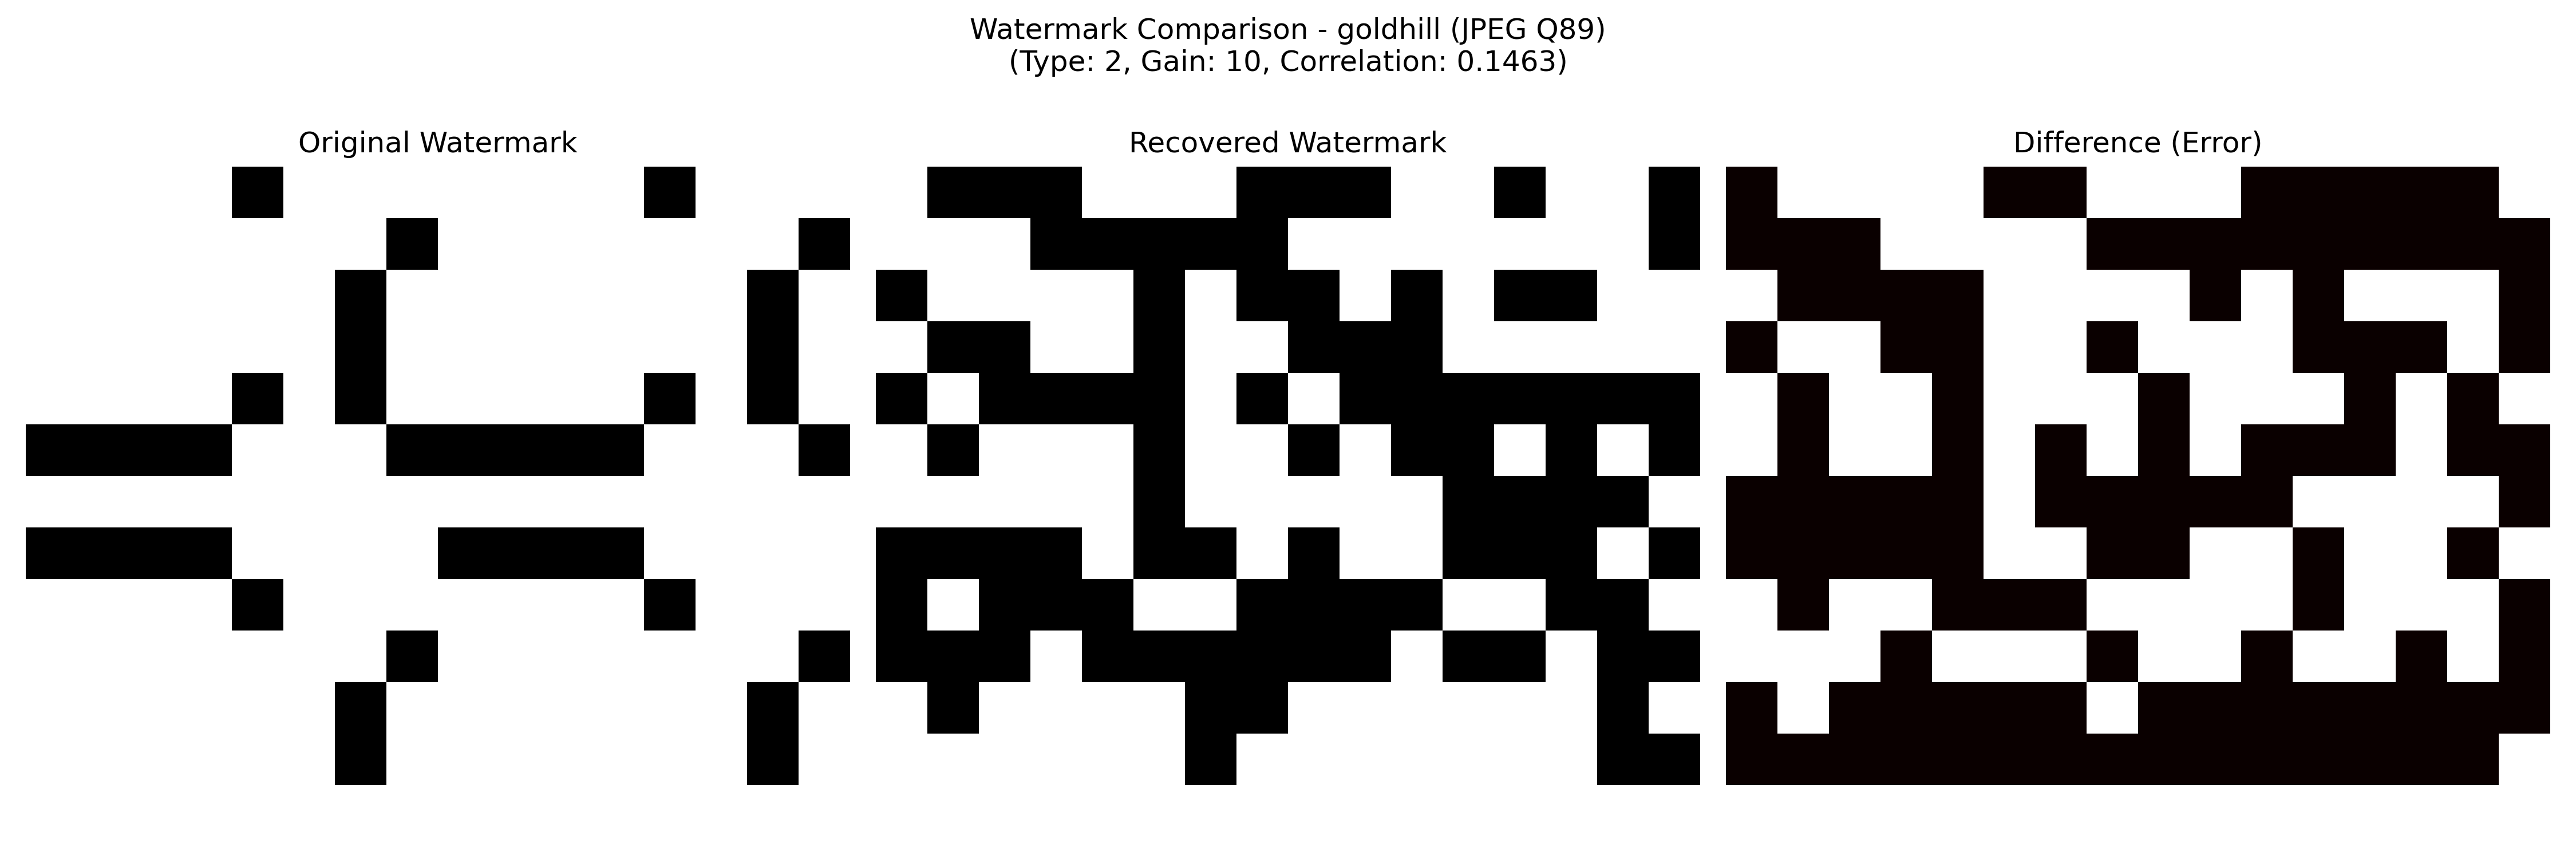 Watermark Comparison - goldhill (JPEG Q89)
(Type: 2, Gain: 10, Correlation: 0.1463)
Original Watermark
Recovered Watermark
Difference (Error)